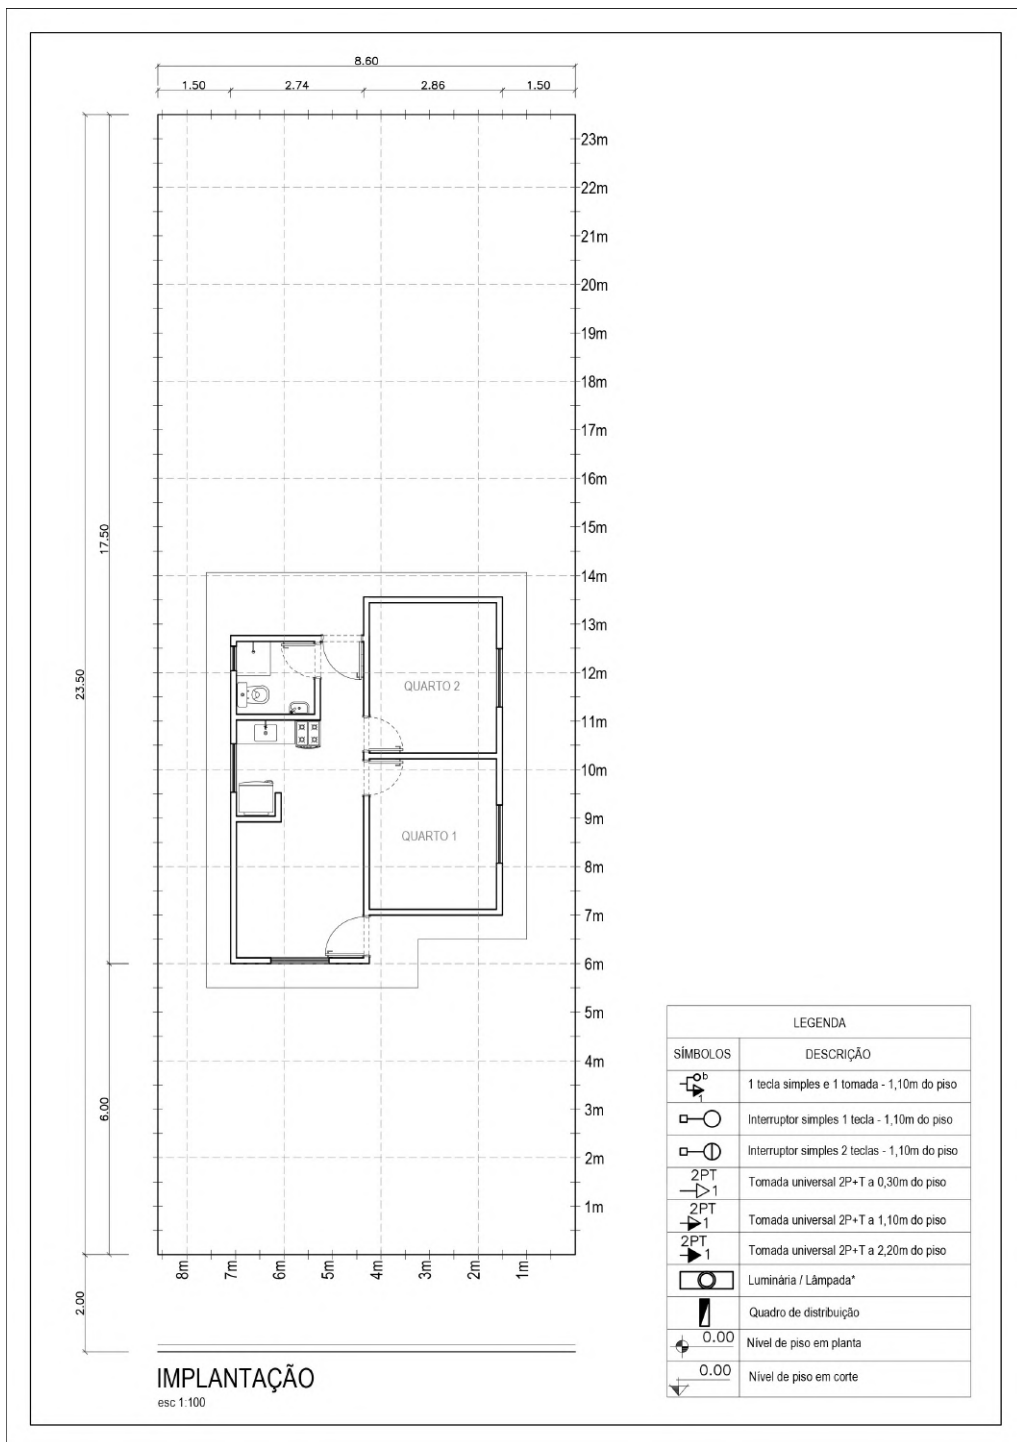 8.60
1.50 2.74 2.86 1.50
23m
22m
21m
20m
19m
18m
17m
16m
15m
17.50
14m
13m
12m
23.50
QUARTO 2
11m
10m
9m
QUARTO 1
8m
7m
6m
5m
4m
3m
6.00
2m
1m
8m 7m 6m 5m 4m 3m 2m 1m
2.00
IMPLANTAÇÃO
esc 1:100
LEGENDA
SÍMBOLOS DESCRIÇÃO
b
1 1 tecla simples e 1 tomada - 1,10m do piso
Interruptor simples 1 tecla - 1,10m do piso
Interruptor simples 2 teclas - 1,10m do piso
2PT
1 Tomada universal 2P+T a 0,30m do piso
2PT
1 Tomada universal 2P+T a 1,10m do piso
2PT
1 Tomada universal 2P+T a 2,20m do piso
Luminária / Lâmpada*
Quadro de distribuição
0.00 Nível de piso em planta
0.00 Nível de piso em corte